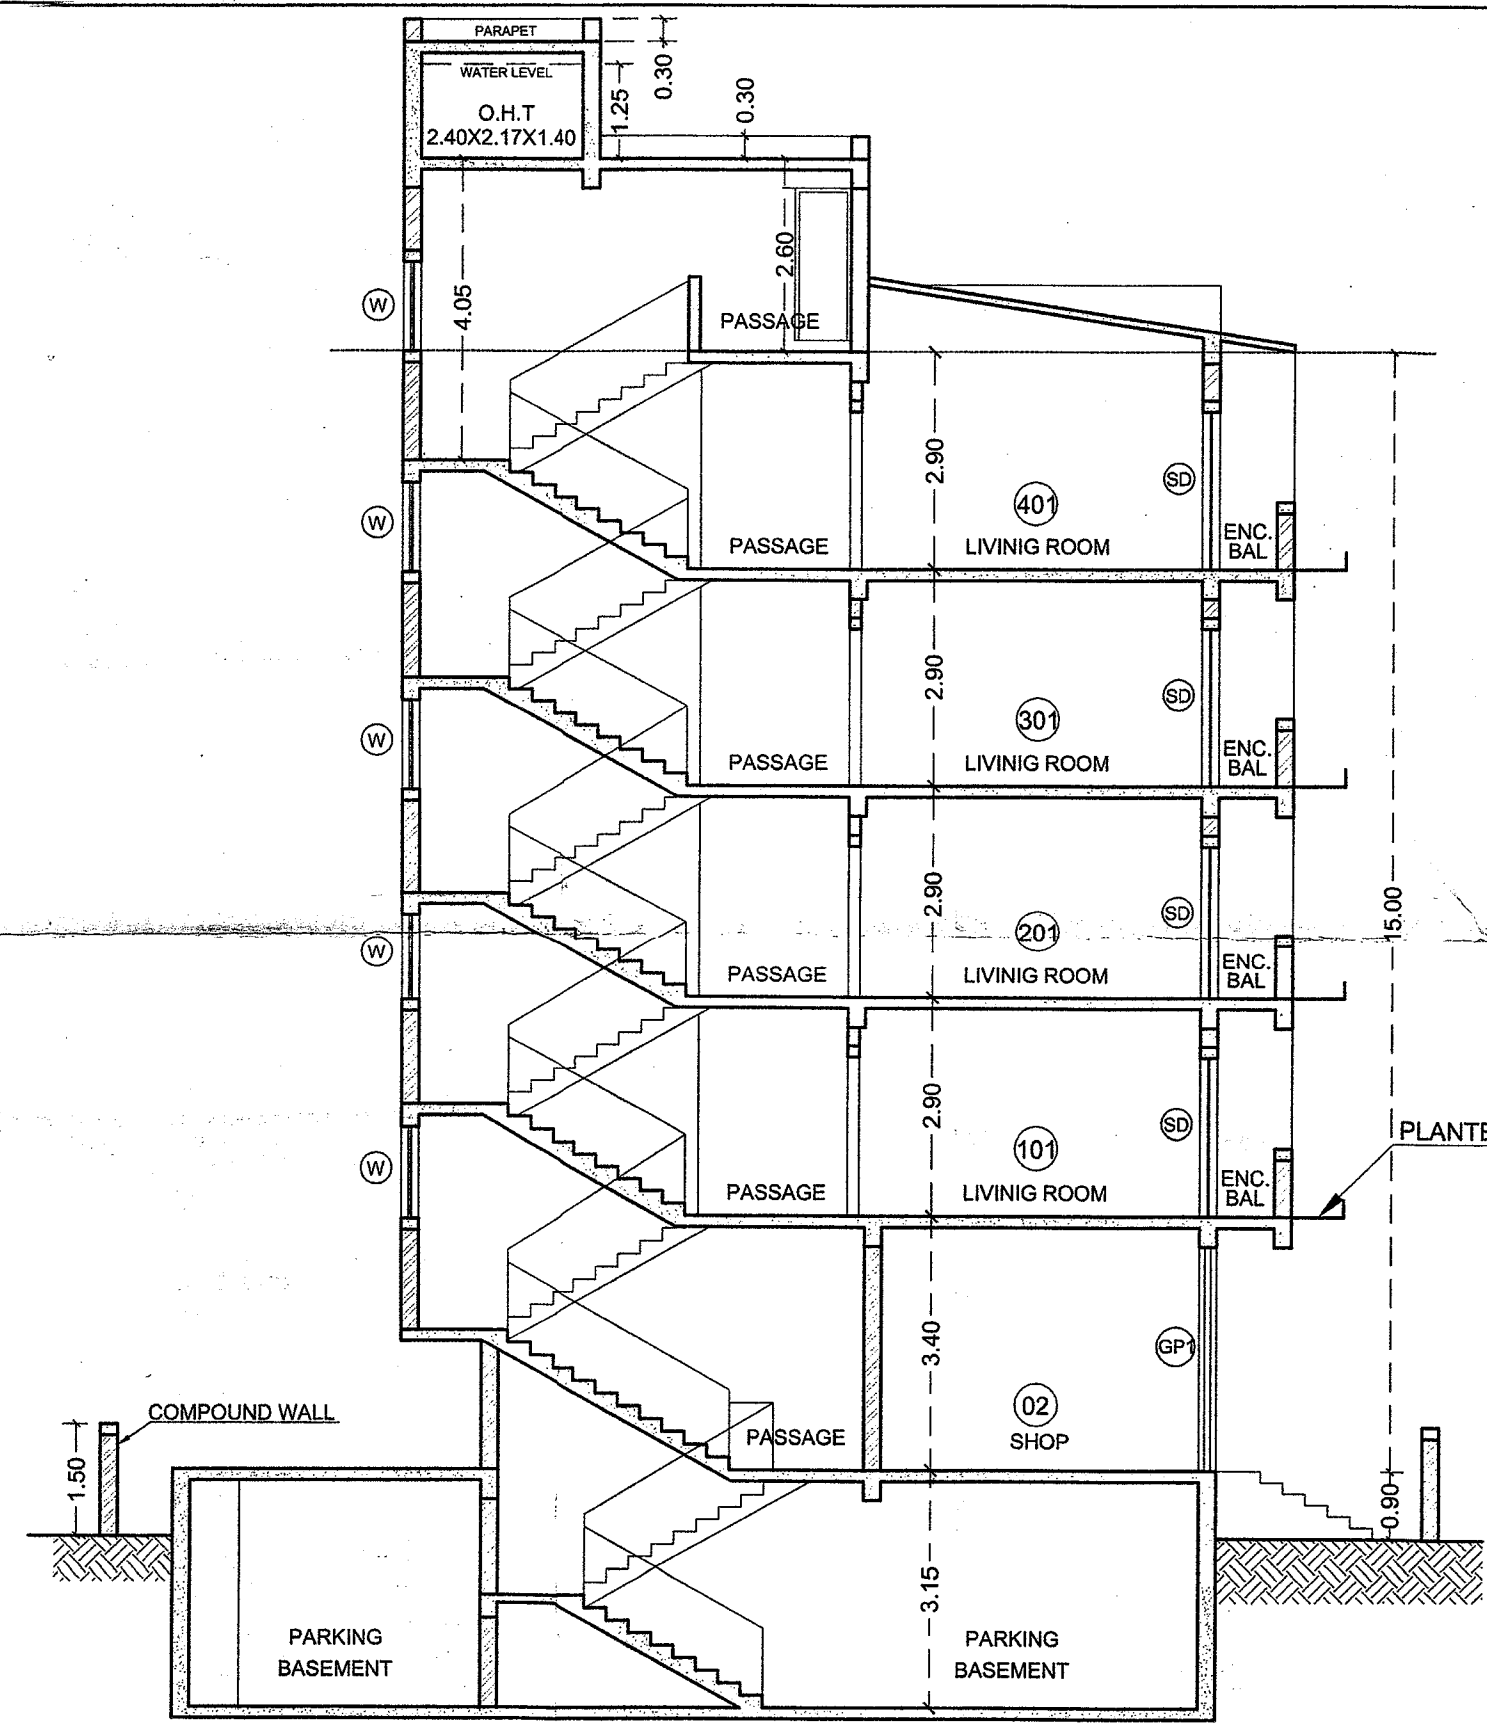 PARAPET
0.30
WATER LEVEL
O.H.T
2.40X2.17X1.40
1.25
0.30
W
4.05
2.60
PASSAGE
2.90
401
LIVINIG ROOM
PASSAGE
SD
ENC.
BAL
W
2.90
301
LIVINIG ROOM
PASSAGE
SD
ENC.
BAL
W
2.90
201
LIVINIG ROOM
PASSAGE
SD
ENC.
BAL
15.00
W
2.90
101
LIVINIG ROOM
PASSAGE
SD
ENC.
BAL
PLANTE
W
3.40
02
SHOP
GP1
PASSAGE
COMPOUND WALL
1.50
0.90
3.15
PARKING
BASEMENT
PARKING
BASEMENT